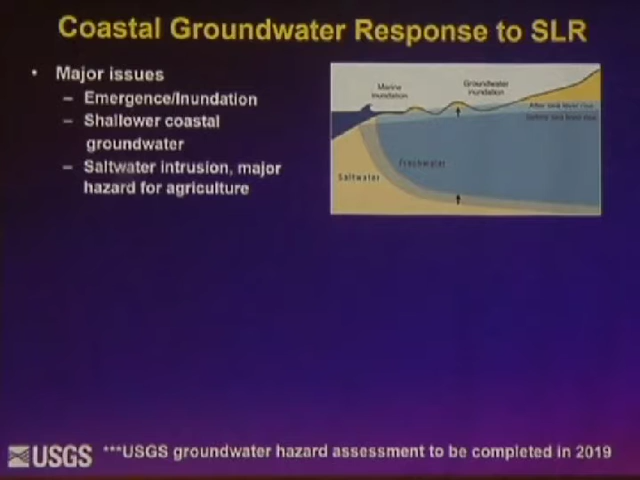 Coastal Groundwater Response to SLR
• Major issues
– Emergence/Inundation
– Shallower coastal
groundwater
– Saltwater intrusion, major
hazard for agriculture
Marine
inundation
Groundwater
inundation
After sea level rise
Before sea level rise
Freshwater
Saltwater
USGS
***USGS groundwater hazard assessment to be completed in 2019